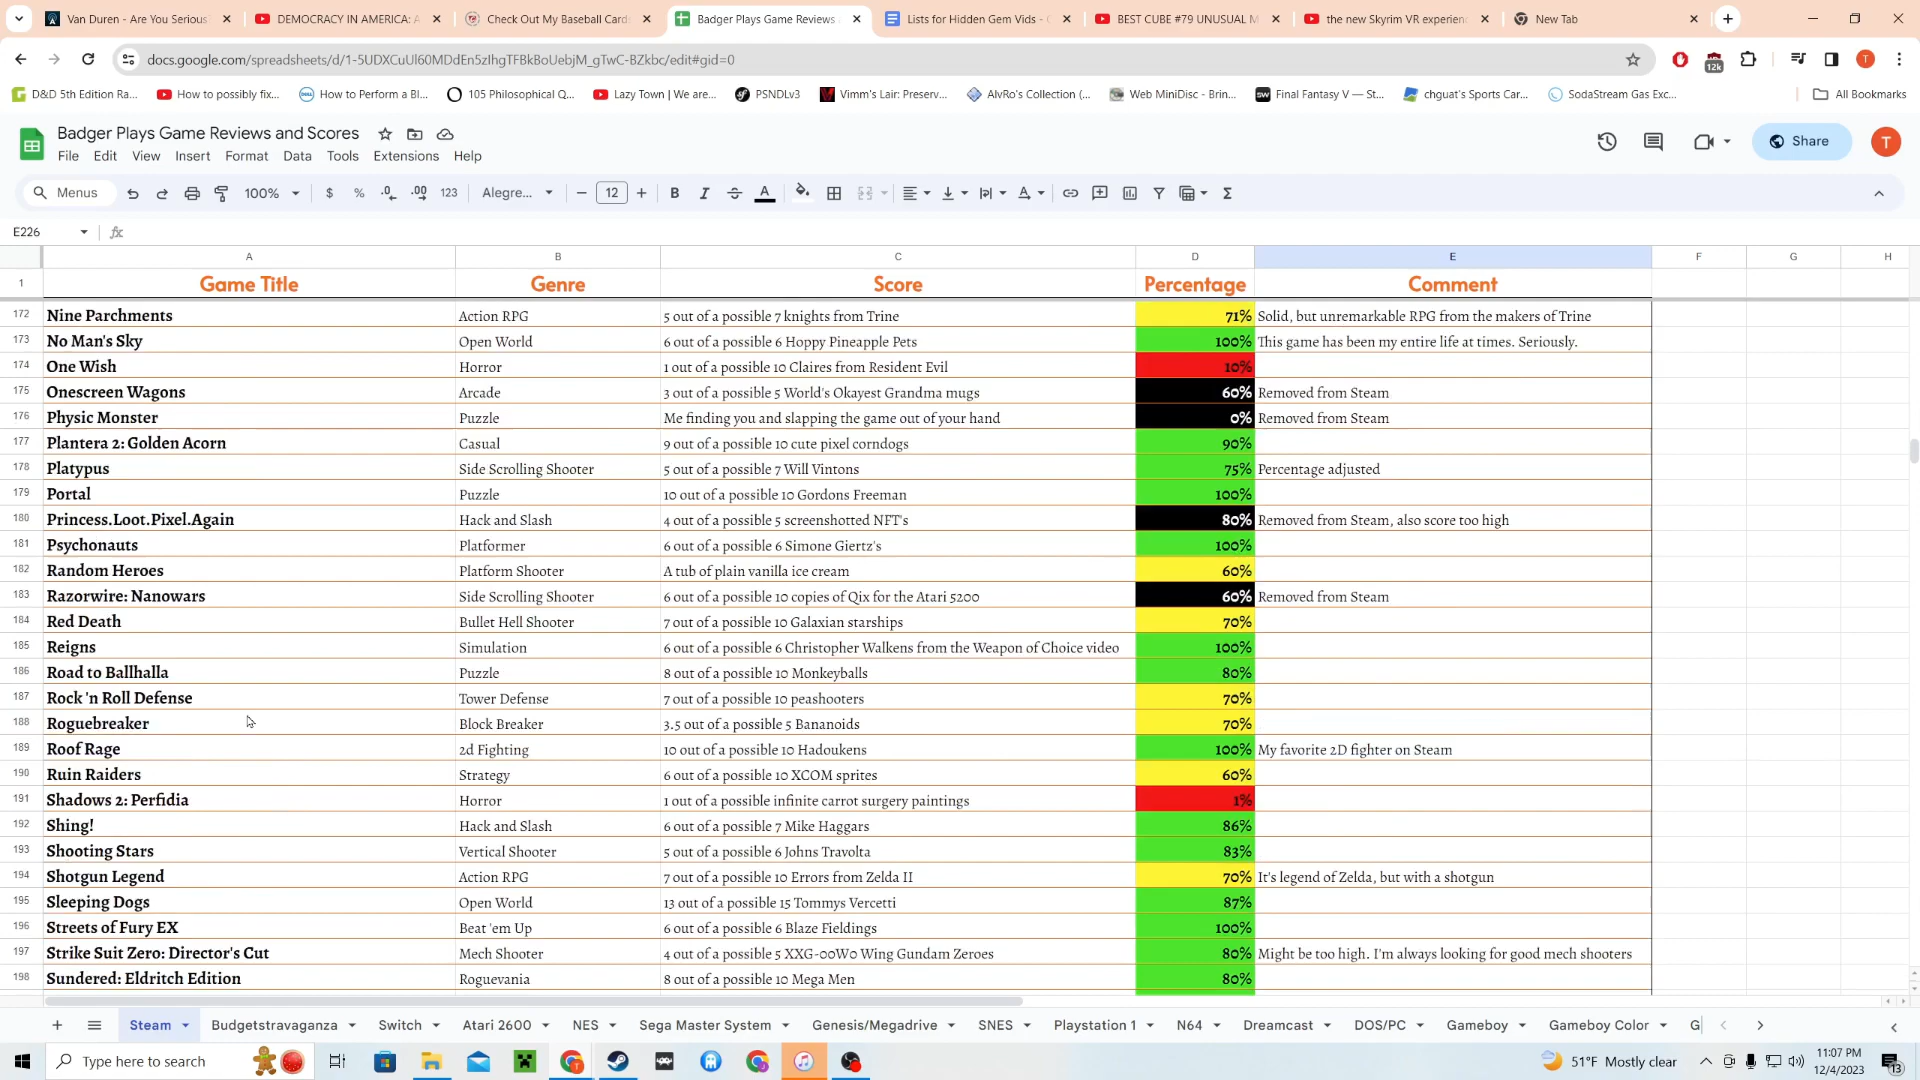 Van Duren - Are You Serious
DEMOCRACY IN AMERICA: A
Check Out My Baseball Cards
Badger Plays Game Reviews
Lists for Hidden Gem Vids - G
BEST CUBE #79 UNUSUAL M
the new Skyrim VR experien
New Tab
docs.google.com/spreadsheets/d/1-5UDXCuUl60MDdEn5zIhgTFBkBoUebjM_gTwC-BZkbc/edit#gid=0
12k
T
D&D 5th Edition Ra...
How to possibly fix...
How to Perform a Bl...
105 Philosophical Q...
Lazy Town | We are...
PSNDLv3
Vimm's Lair: Preserv...
AlvRo's Collection (...
Web MiniDisc - Brin...
Final Fantasy V — St...
chguat's Sports Car...
SodaStream Gas Exc...
All Bookmarks
Badger Plays Game Reviews and Scores
File Edit View Insert Format Data Tools Extensions Help
Share
T
Menus 100% $ % .0 .00 123 Alegre... 12 B I A
E226
A B C D E F G H
1 Game Title Genre Score Percentage Comment
172 Nine Parchments Action RPG 5 out of a possible 7 knights from Trine 71% Solid, but unremarkable RPG from the makers of Trine
173 No Man's Sky Open World 6 out of a possible 6 Hoppy Pineapple Pets 100% This game has been my entire life at times. Seriously.
174 One Wish Horror 1 out of a possible 10 Claires from Resident Evil 10%
175 Onescreen Wagons Arcade 3 out of a possible 5 World's Okayest Grandma mugs 60% Removed from Steam
176 Physic Monster Puzzle Me finding you and slapping the game out of your hand 0% Removed from Steam
177 Plantera 2: Golden Acorn Casual 9 out of a possible 10 cute pixel corndogs 90%
178 Platypus Side Scrolling Shooter 5 out of a possible 7 Will Vintons 75% Percentage adjusted
179 Portal Puzzle 10 out of a possible 10 Gordons Freeman 100%
180 Princess.Loot.Pixel.Again Hack and Slash 4 out of a possible 5 screenshotted NFT's 80% Removed from Steam, also score too high
181 Psychonauts Platformer 6 out of a possible 6 Simone Giertz's 100%
182 Random Heroes Platform Shooter A tub of plain vanilla ice cream 60%
183 Razorwire: Nanowars Side Scrolling Shooter 6 out of a possible 10 copies of Qix for the Atari 5200 60% Removed from Steam
184 Red Death Bullet Hell Shooter 7 out of a possible 10 Galaxian starships 70%
185 Reigns Simulation 6 out of a possible 6 Christopher Walkens from the Weapon of Choice video 100%
186 Road to Ballhalla Puzzle 8 out of a possible 10 Monkeyballs 80%
187 Rock 'n Roll Defense Tower Defense 7 out of a possible 10 peashooters 70%
188 Roguebreaker Block Breaker 3.5 out of a possible 5 Bananoids 70%
189 Roof Rage 2d Fighting 10 out of a possible 10 Hadoukens 100% My favorite 2D fighter on Steam
190 Ruin Raiders Strategy 6 out of a possible 10 XCOM sprites 60%
191 Shadows 2: Perfidia Horror 1 out of a possible infinite carrot surgery paintings 1%
192 Shing! Hack and Slash 6 out of a possible 7 Mike Haggars 86%
193 Shooting Stars Vertical Shooter 5 out of a possible 6 Johns Travolta 83%
194 Shotgun Legend Action RPG 7 out of a possible 10 Errors from Zelda II 70% It's legend of Zelda, but with a shotgun
195 Sleeping Dogs Open World 13 out of a possible 15 Tommys Vercetti 87%
196 Streets of Fury EX Beat 'em Up 6 out of a possible 6 Blaze Fieldings 100%
197 Strike Suit Zero: Director's Cut Mech Shooter 4 out of a possible 5 XXG-00W0 Wing Gundam Zeroes 80% Might be too high. I'm always looking for good mech shooters
198 Sundered: Eldritch Edition Roguevania 8 out of a possible 10 Mega Men 80%
Steam Budgetstravaganza Switch Atari 2600 NES Sega Master System Genesis/Megadrive SNES Playstation 1 N64 Dreamcast DOS/PC Gameboy Gameboy Color G
Type here to search
51°F Mostly clear
11:07 PM
12/4/2023
13